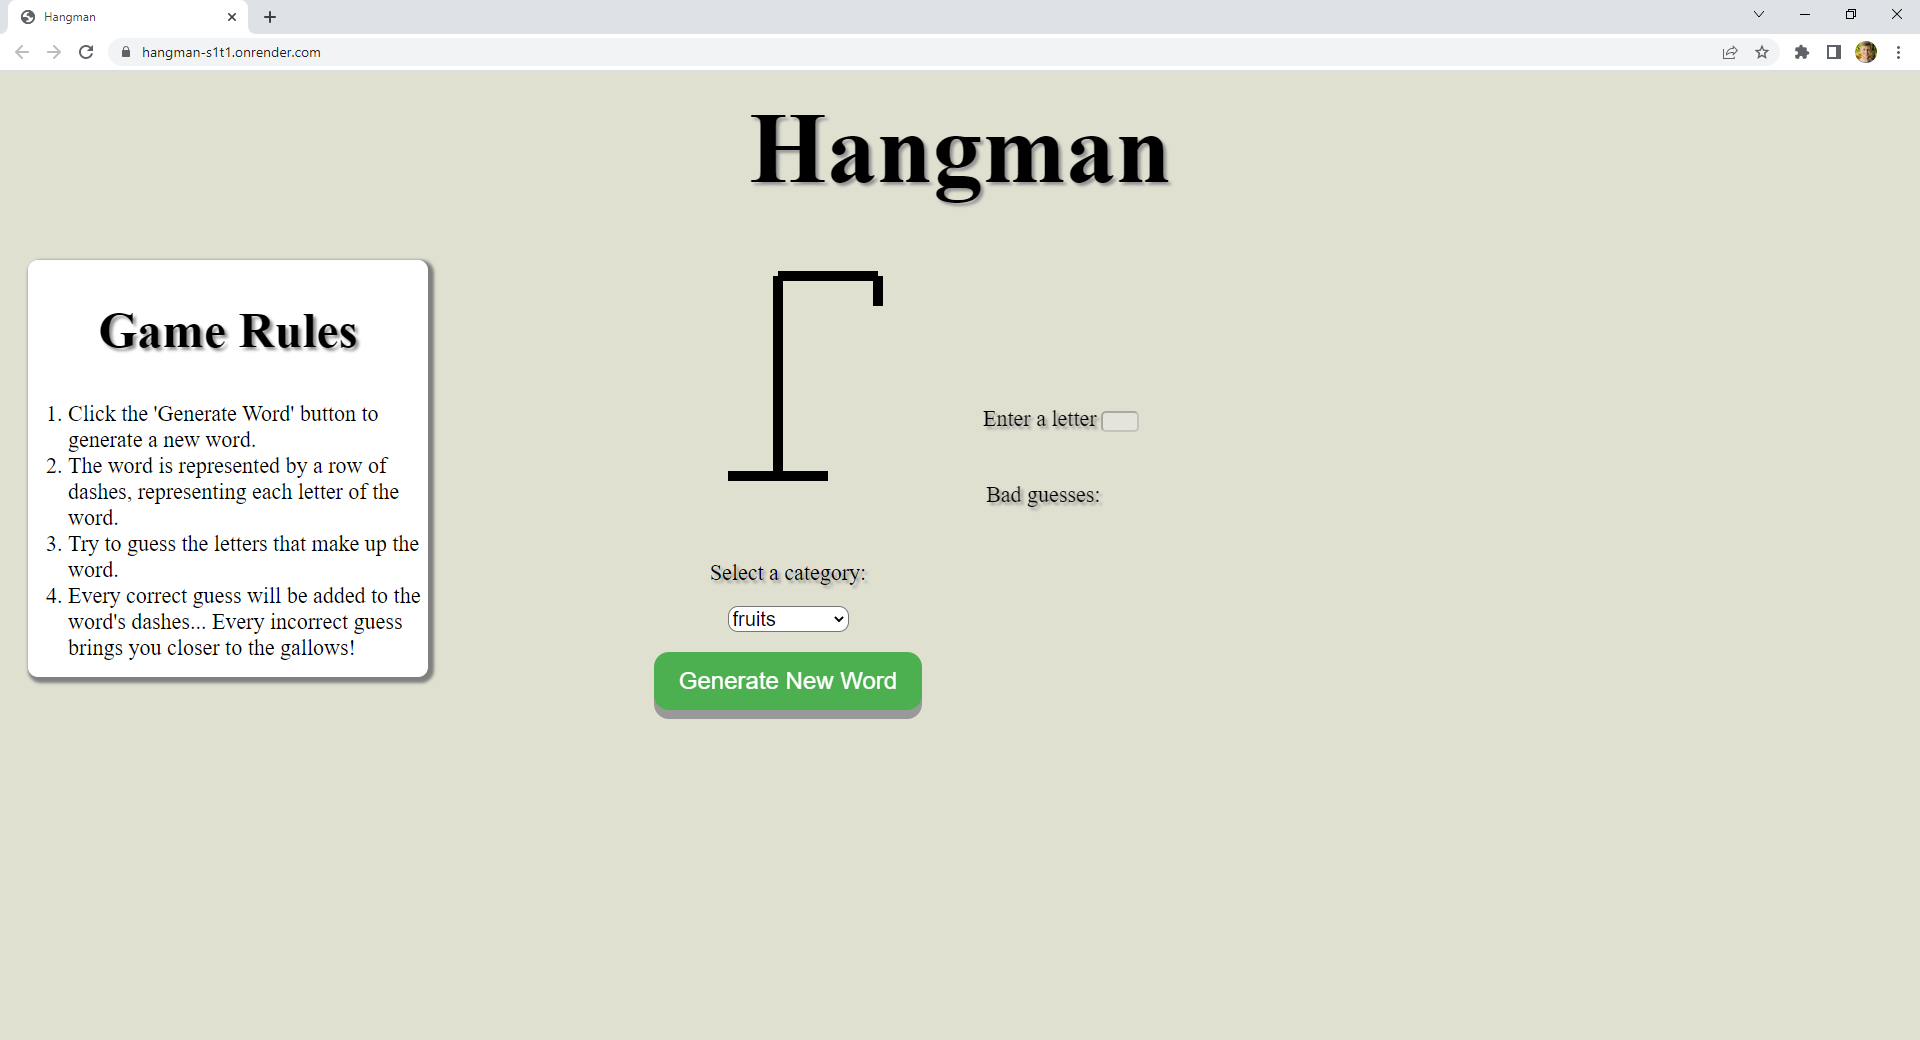 Hangman
hangman-s1t1.onrender.com
Hangman
Game Rules
1. Click the 'Generate Word' button to
generate a new word.
2. The word is represented by a row of
dashes, representing each letter of the
word.
3. Try to guess the letters that make up the
word.
4. Every correct guess will be added to the
word's dashes... Every incorrect guess
brings you closer to the gallows!
Enter a letter
Bad guesses:
Select a category:
fruits
Generate New Word